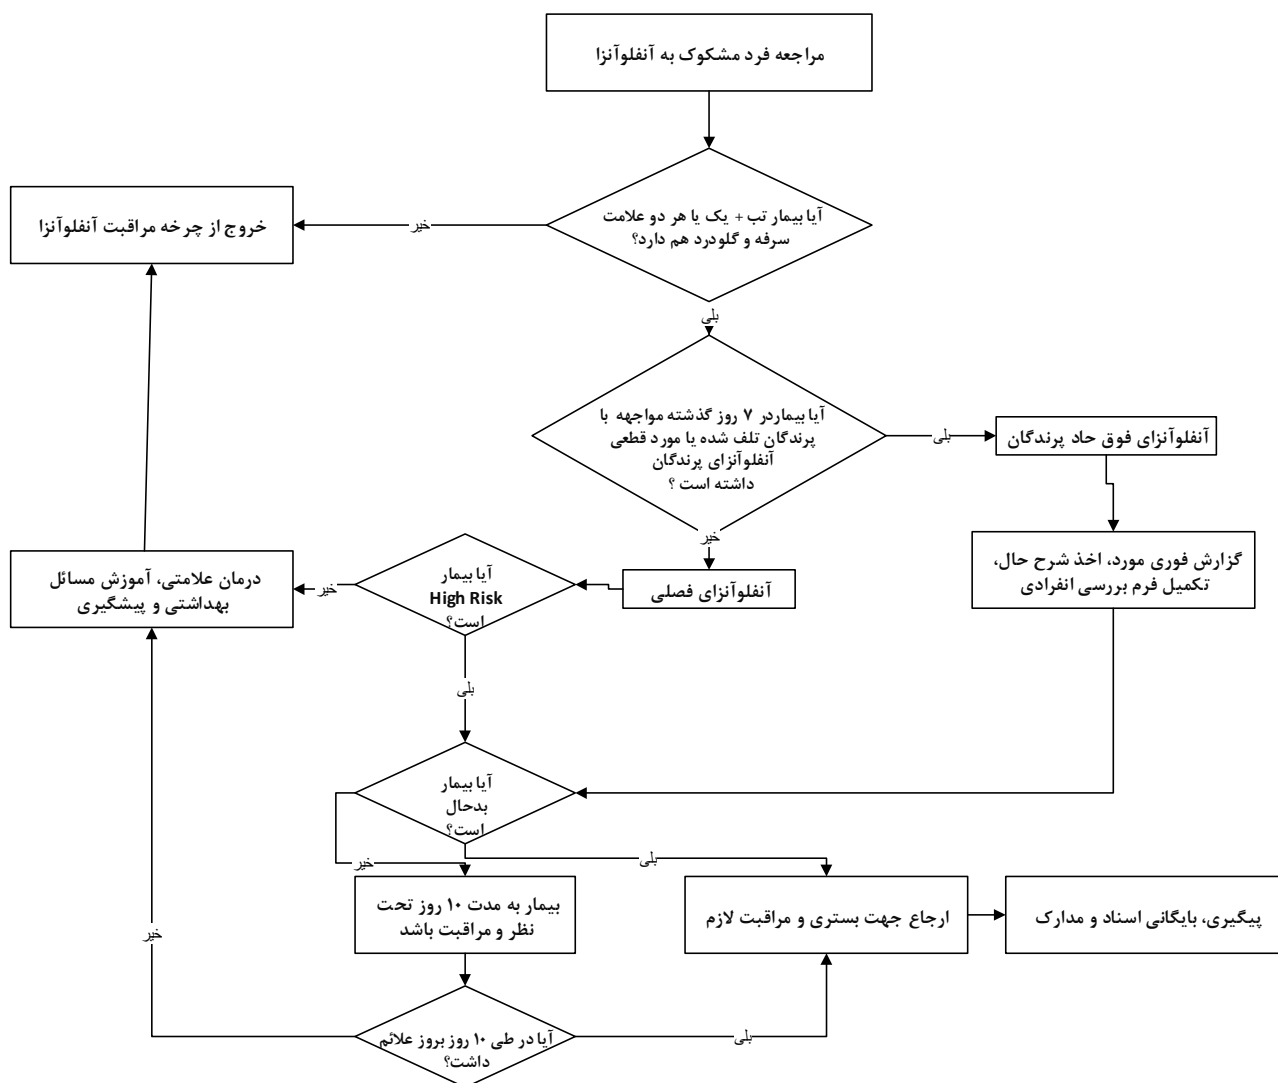 مراجعه فرد مشکوک به آنفلوآنزا
آیا بیمار تب + یک یا هر دو علامت
سرفه و گلودرد هم دارد؟
خیر
خروج از چرخه مراقبت آنفلوآنزا
بلی
آیا بیماردر ۷ روز گذشته مواجهه با
پرندگان تلف شده یا مورد قطعی
آنفلوآنزای پرندگان
داشته است ؟
بلی
آنفلوآنزای فوق حاد پرندگان
گزارش فوری مورد، اخذ شرح حال،
تکمیل فرم بررسی انفرادی
خیر
آنفلوآنزای فصلی
آیا بیمار
High Risk
است؟
خیر
درمان علامتی، آموزش مسائل
بهداشتی و پیشگیری
بلی
آیا بیمار
بدحال
است؟
بلی
خیر
بیمار به مدت ۱۰ روز تحت
نظر و مراقبت باشد
ارجاع جهت بستری و مراقبت لازم
پیگیری، بایگانی اسناد و مدارک
آیا در طی ۱۰ روز بروز علائم
داشت؟
بلی
خیر